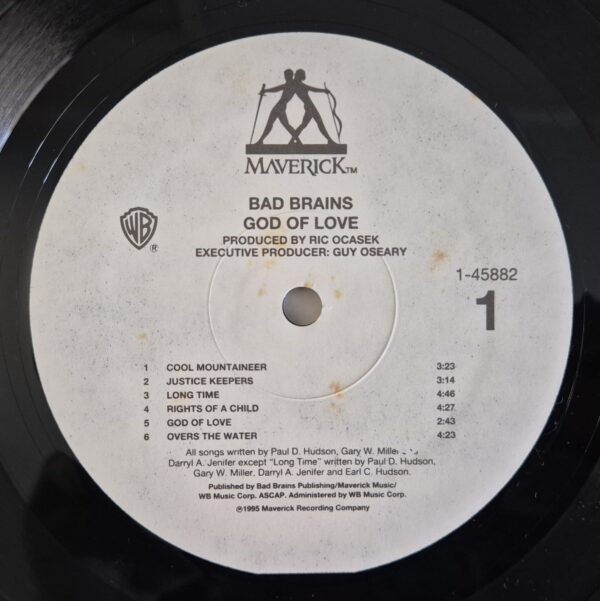 MAVERICK™
BAD BRAINS
GOD OF LOVE
PRODUCED BY RIC OCASEK
EXECUTIVE PRODUCER: GUY OSEARY
WB®
1-45882
1
1 COOL MOUNTAINEER 3:23
2 JUSTICE KEEPERS 3:14
3 LONG TIME 4:46
4 RIGHTS OF A CHILD 4:27
5 GOD OF LOVE 2:43
6 OVERS THE WATER 4:23
All songs written by Paul D. Hudson, Gary W. Miller
Darryl A. Jenifer except "Long Time" written by Paul D. Hudson,
Gary W. Miller, Darryl A. Jenifer and Earl C. Hudson.
Published by Bad Brains Publishing/Maverick Music/
WB Music Corp. ASCAP. Administered by WB Music Corp.
℗1995 Maverick Recording Company